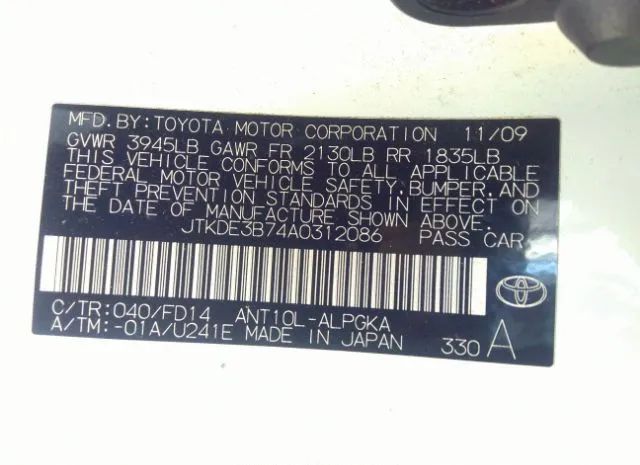 MFD. BY: TOYOTA MOTOR CORPORATION 11/09
GVWR 3945LB GAWR FR 2130LB RR 1835LB
THIS VEHICLE CONFORMS TO ALL APPLICABLE
FEDERAL MOTOR VEHICLE SAFETY, BUMPER, AND
THEFT PREVENTION STANDARDS IN EFFECT ON
THE DATE OF MANUFACTURE SHOWN ABOVE.
JTKDE3B74A0312086 PASS CAR
C/TR: 040/FD14 ANT10L-ALPGKA
A/TM: -01A/U241E MADE IN JAPAN 330 A